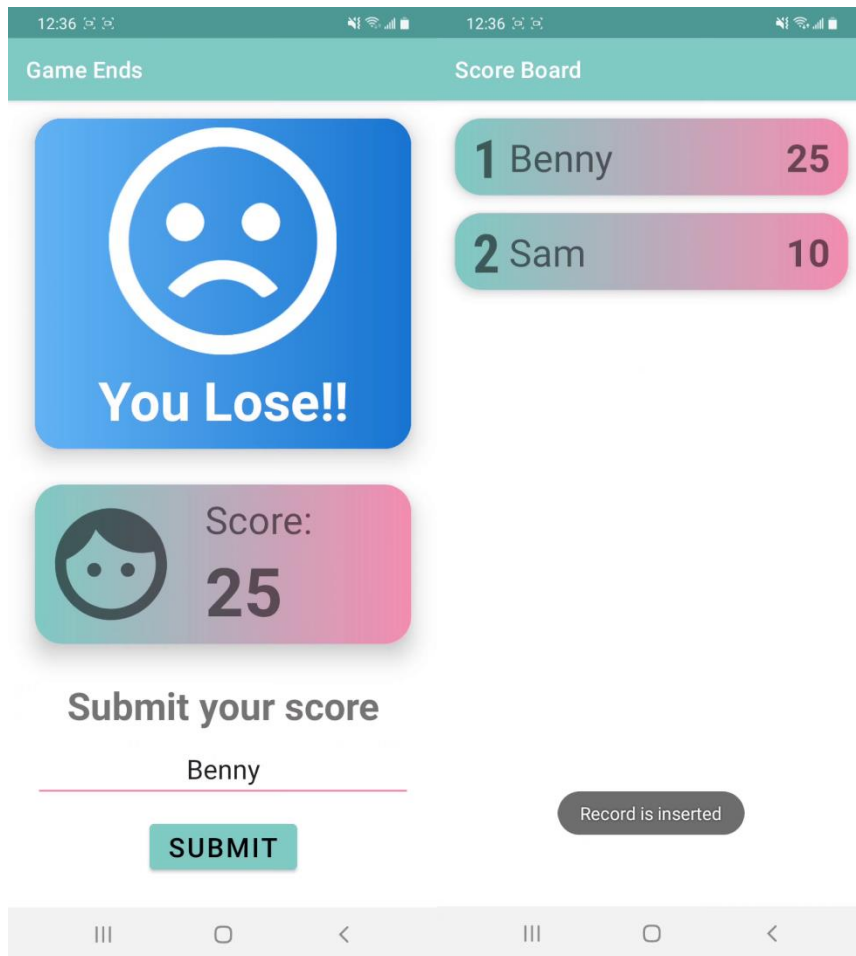 12:36
Game Ends
You Lose!!
Score:
25
Submit your score
Benny
SUBMIT
12:36
Score Board
1 Benny 25
2 Sam 10
Record is inserted